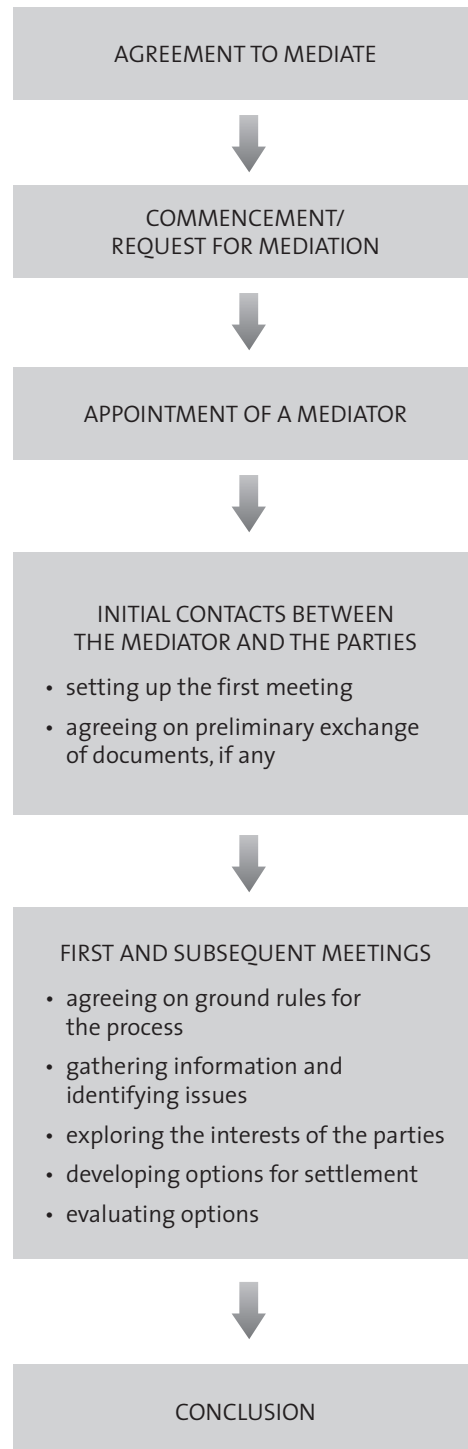 AGREEMENT TO MEDIATE
COMMENCEMENT/
REQUEST FOR MEDIATION
APPOINTMENT OF A MEDIATOR
INITIAL CONTACTS BETWEEN
THE MEDIATOR AND THE PARTIES
• setting up the first meeting
• agreeing on preliminary exchange
of documents, if any
FIRST AND SUBSEQUENT MEETINGS
• agreeing on ground rules for
the process
• gathering information and
identifying issues
• exploring the interests of the parties
• developing options for settlement
• evaluating options
CONCLUSION